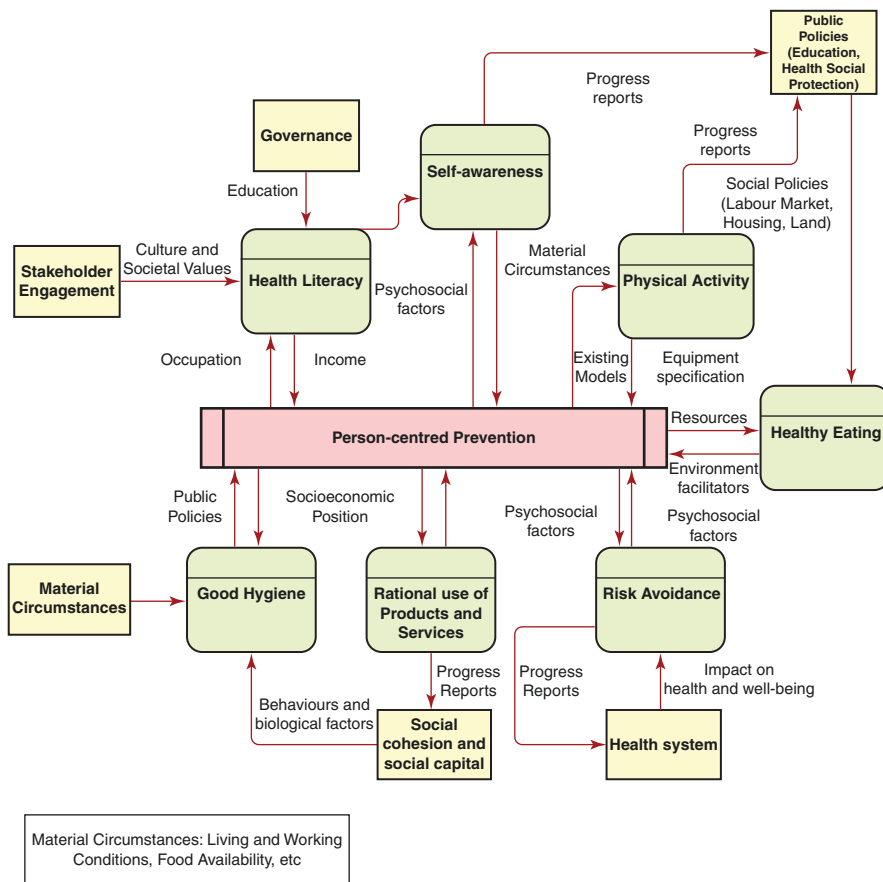 Public
Policies
(Education,
Health Social
Protection)
Progress
reports
Governance
Progress
reports
Self-awareness
Education
Social Policies
(Labour Market,
Housing, Land)
Culture and
Societal Values
Material
Circumstances
Stakeholder
Engagement
Health Literacy
Psychosocial
factors
Physical Activity
Occupation
Income
Existing
Models
Equipment
specification
Resources
Person-centred Prevention
Healthy Eating
Environment
facilitators
Public
Policies
Socioeconomic
Position
Psychosocial
factors
Psychosocial
factors
Material
Circumstances
Good Hygiene
Rational use of
Products and
Services
Risk Avoidance
Progress
Reports
Progress
Reports
Impact on
health and well-being
Behaviours and
biological factors
Social
cohesion and
social capital
Health system
Material Circumstances: Living and Working
Conditions, Food Availability, etc